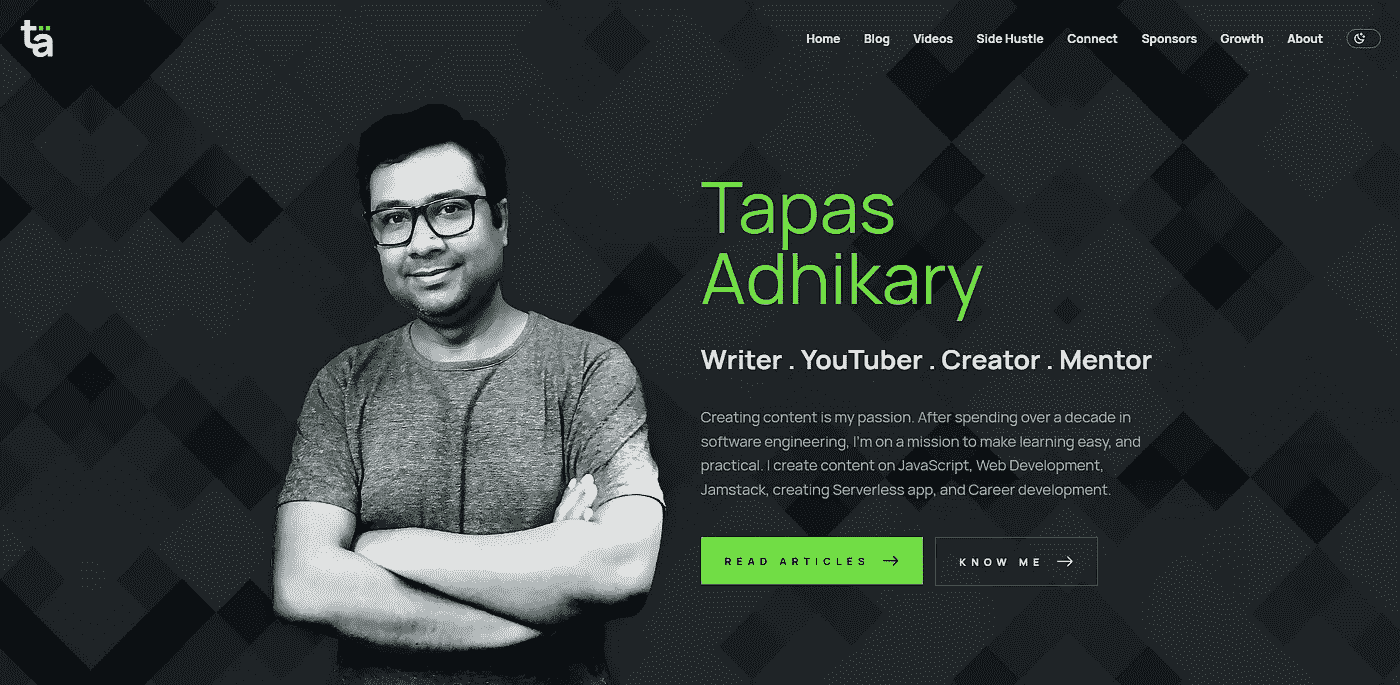 tä
Home Blog Videos Side Hustle Connect Sponsors Growth About
Tapas
Adhikary
Writer . YouTuber . Creator . Mentor
Creating content is my passion. After spending over a decade in
software engineering, I'm on a mission to make learning easy, and
practical. I create content on JavaScript, Web Development,
Jamstack, creating Serverless app, and Career development.
READ ARTICLES → KNOW ME →